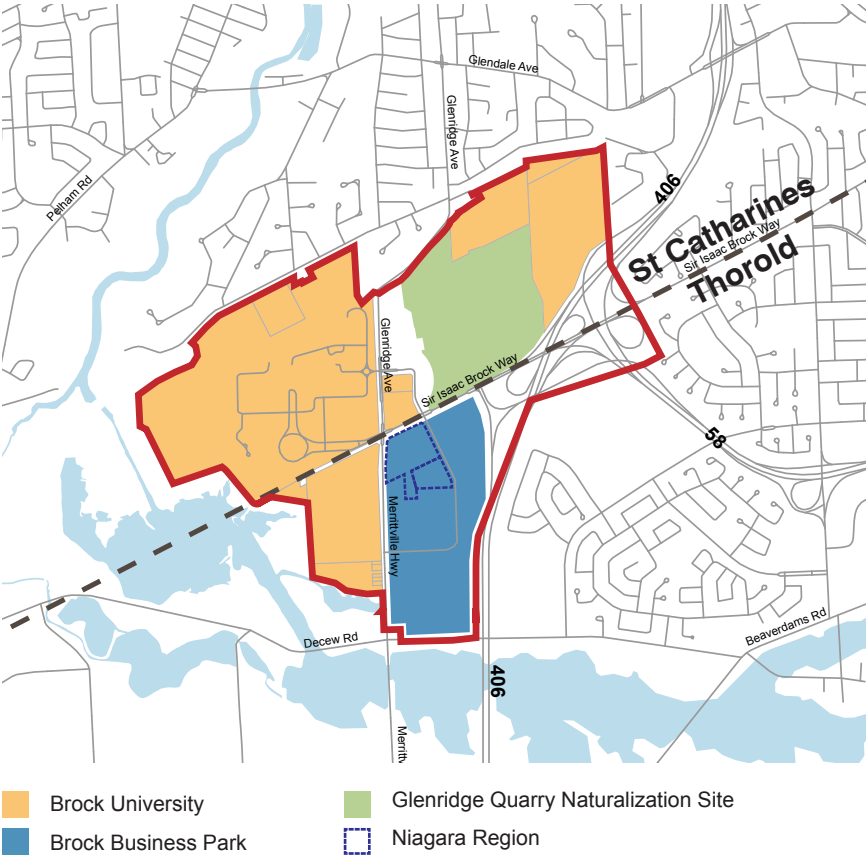 Glendale Ave
Glenridge Ave
Pelham Rd
406
St Catharines
Sir Isaac Brock Way
Thorold
Glenridge Ave
Sir Isaac Brock Way
58
Merrittville Hwy
Decew Rd
Beaverdams Rd
406
Merrittv
Brock University
Glenridge Quarry Naturalization Site
Brock Business Park
Niagara Region